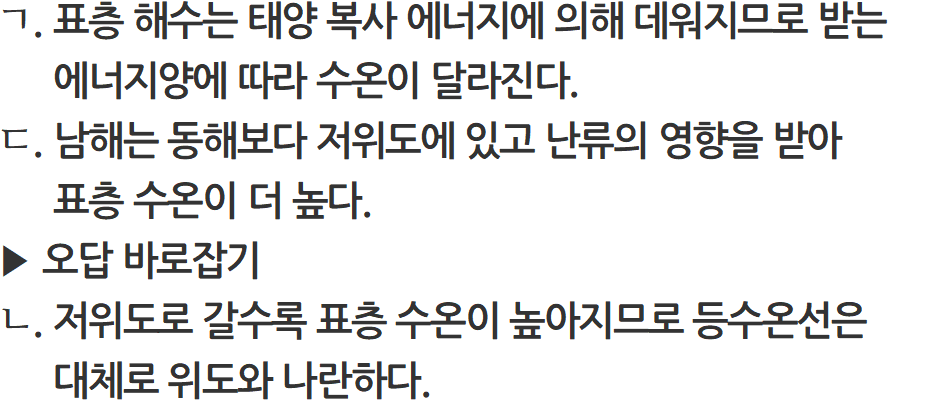 ㄱ. 표층 해수는 태양 복사 에너지에 의해 데워지므로 받는
에너지양에 따라 수온이 달라진다.
ㄷ. 남해는 동해보다 저위도에 있고 난류의 영향을 받아
표층 수온이 더 높다.
▶ 오답 바로잡기
ㄴ. 저위도로 갈수록 표층 수온이 높아지므로 등수온선은
대체로 위도와 나란하다.